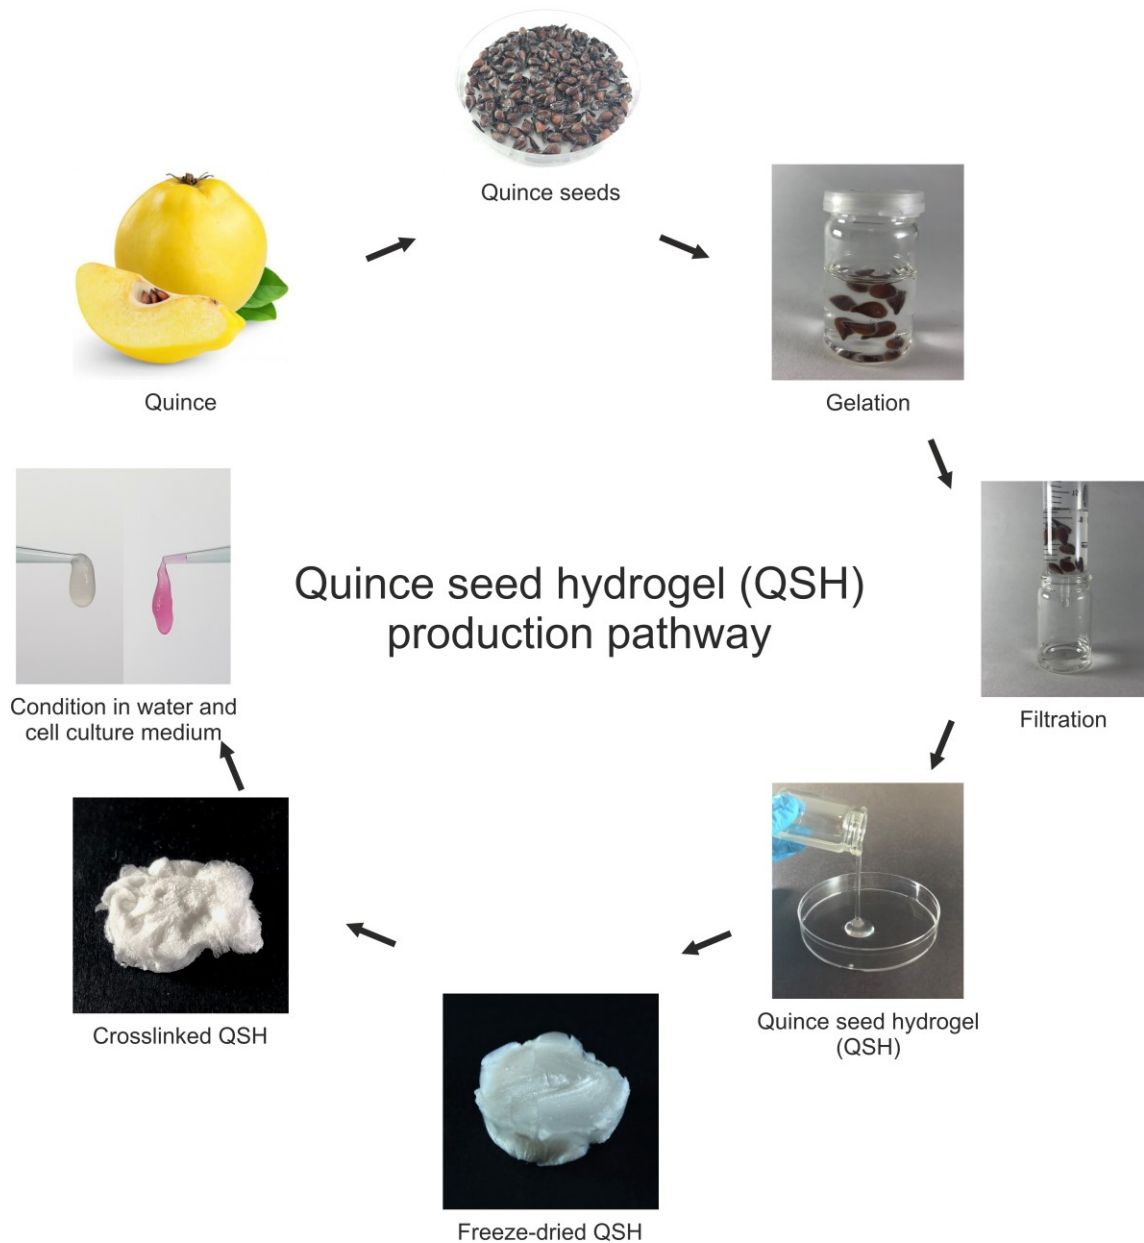 Quince seeds
Quince
Gelation
Quince seed hydrogel (QSH)
production pathway
Condition in water and
cell culture medium
Filtration
Crosslinked QSH
Quince seed hydrogel
(QSH)
Freeze-dried QSH